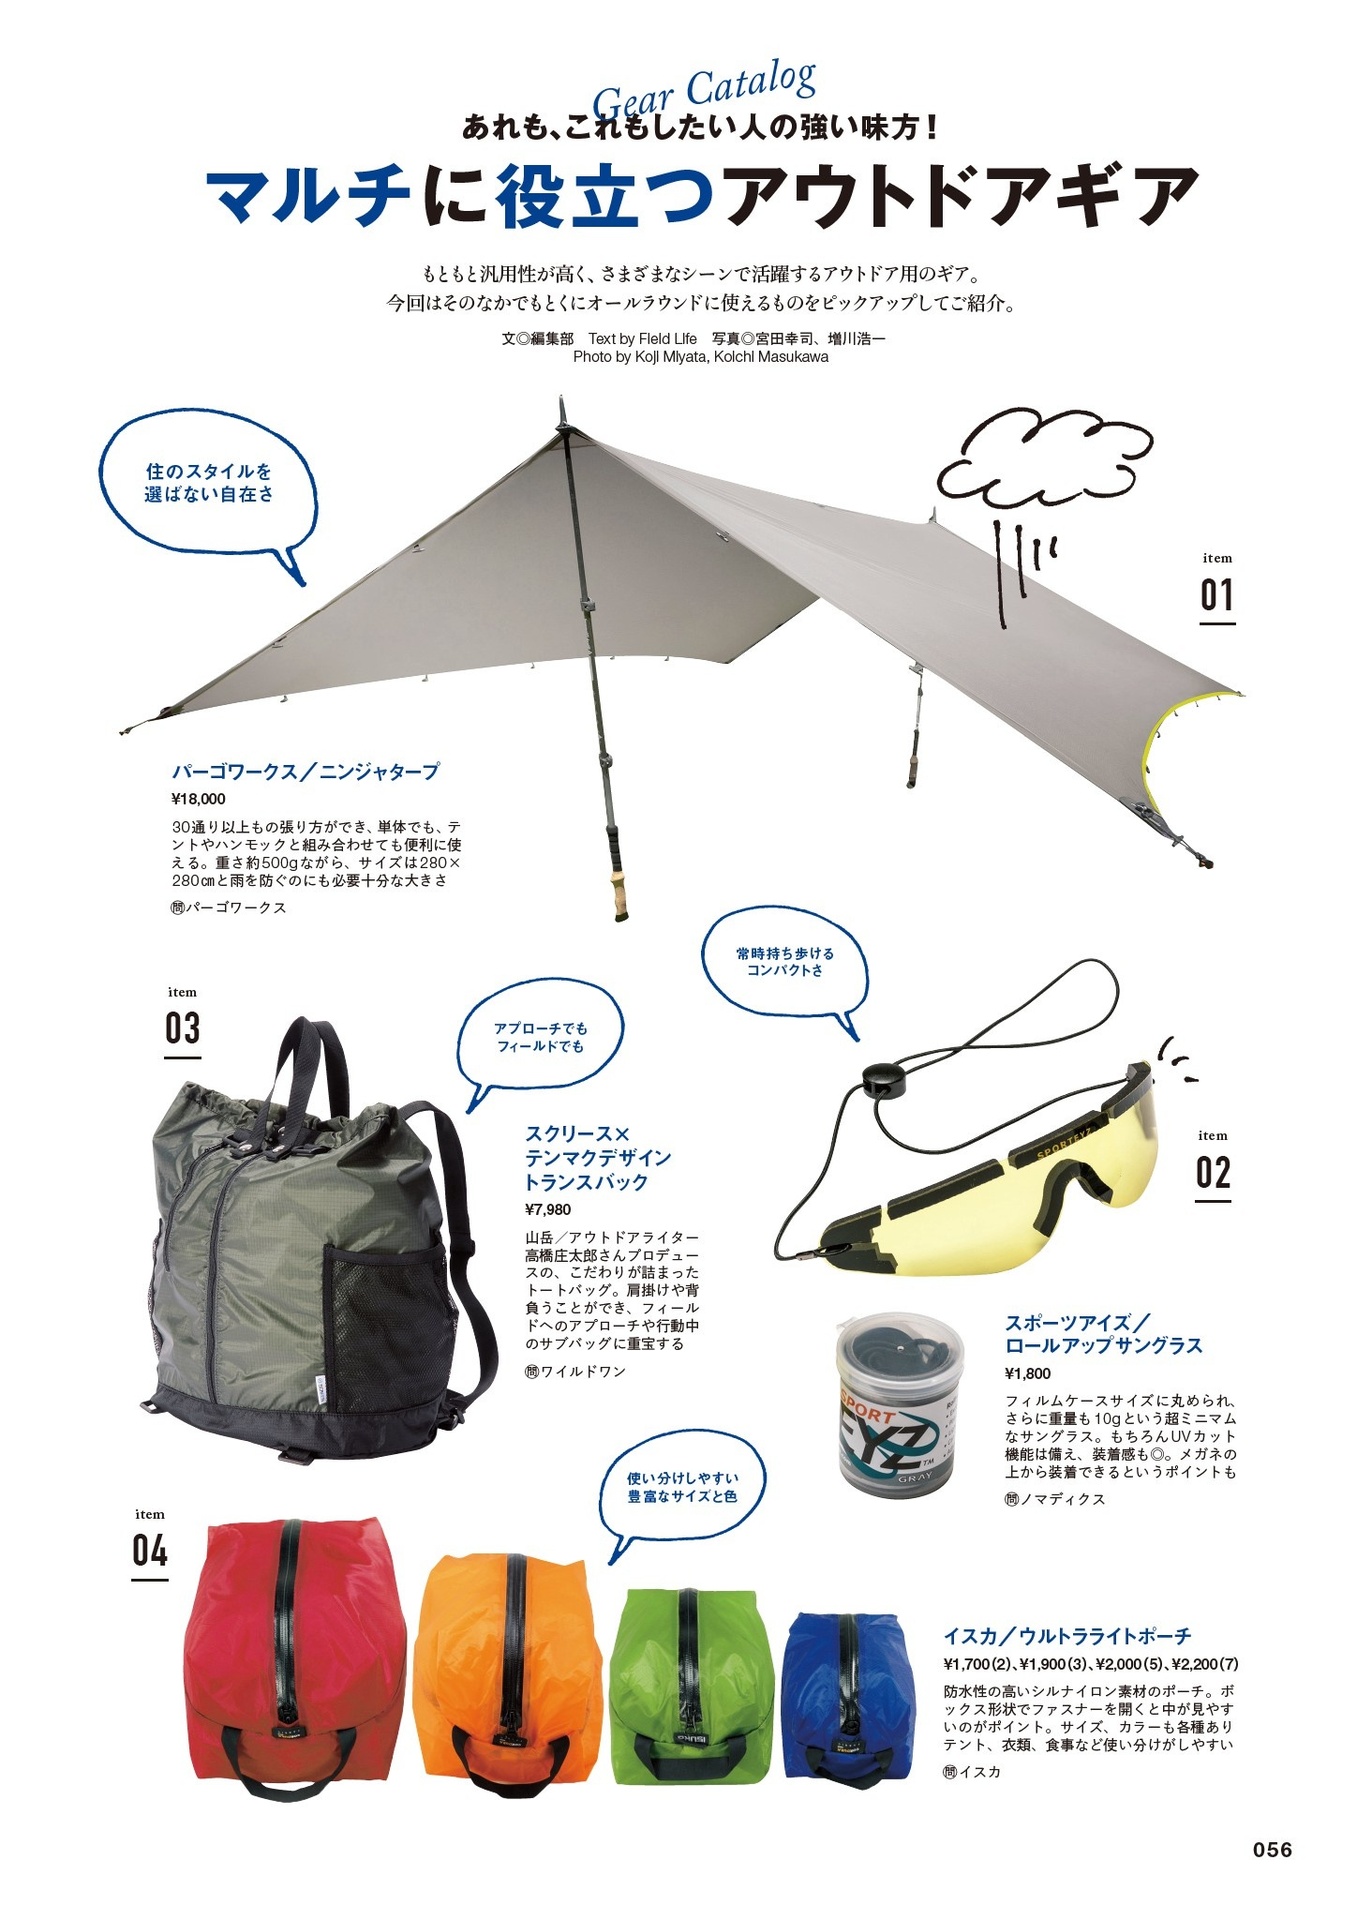 Gear Catalog
あれも、これもしたい人の強い味方！
マルチに役立つアウトドアギア
もともと汎用性が高く、さまざまなシーンで活躍するアウトドア用のギア。
今回はそのなかでもとくにオールラウンドに使えるものをピックアップしてご紹介。
文◎編集部　Text by Field Life　写真◎宮田幸司、増川浩一
Photo by Koji Miyata, Koichi Masukawa
住のスタイルを
選ばない自在さ
item
01
パーゴワークス／ニンジャタープ
¥18,000
30通り以上もの張り方ができ、単体でも、テ
ントやハンモックと組み合わせても便利に使
える。重さ約500gながら、サイズは280×
280㎝と雨を防ぐのにも必要十分な大きさ
問パーゴワークス
常時持ち歩ける
コンパクトさ
item
02
SPORTEYZ
SPORT
EYZ™
GRAY
スポーツアイズ／
ロールアップサングラス
¥1,800
フィルムケースサイズに丸められ、
さらに重量も10gという超ミニマム
なサングラス。もちろんUVカット
機能は備え、装着感も◎。メガネの
上から装着できるというポイントも
問ノマディクス
item
03
アプローチでも
フィールドでも
スクリース×
テンマクデザイン
トランスバック
¥7,980
山岳／アウトドアライター
高橋庄太郎さんプロデュー
スの、こだわりが詰まった
トートバッグ。肩掛けや背
負うことができ、フィール
ドへのアプローチや行動中
のサブバッグに重宝する
問ワイルドワン
item
04
使い分けしやすい
豊富なサイズと色
ISUKA
イスカ／ウルトラライトポーチ
¥1,700(2)、¥1,900(3)、¥2,000(5)、¥2,200(7)
防水性の高いシルナイロン素材のポーチ。ボ
ックス形状でファスナーを開くと中が見やす
いのがポイント。サイズ、カラーも各種あり
テント、衣類、食事など使い分けがしやすい
問イスカ
056